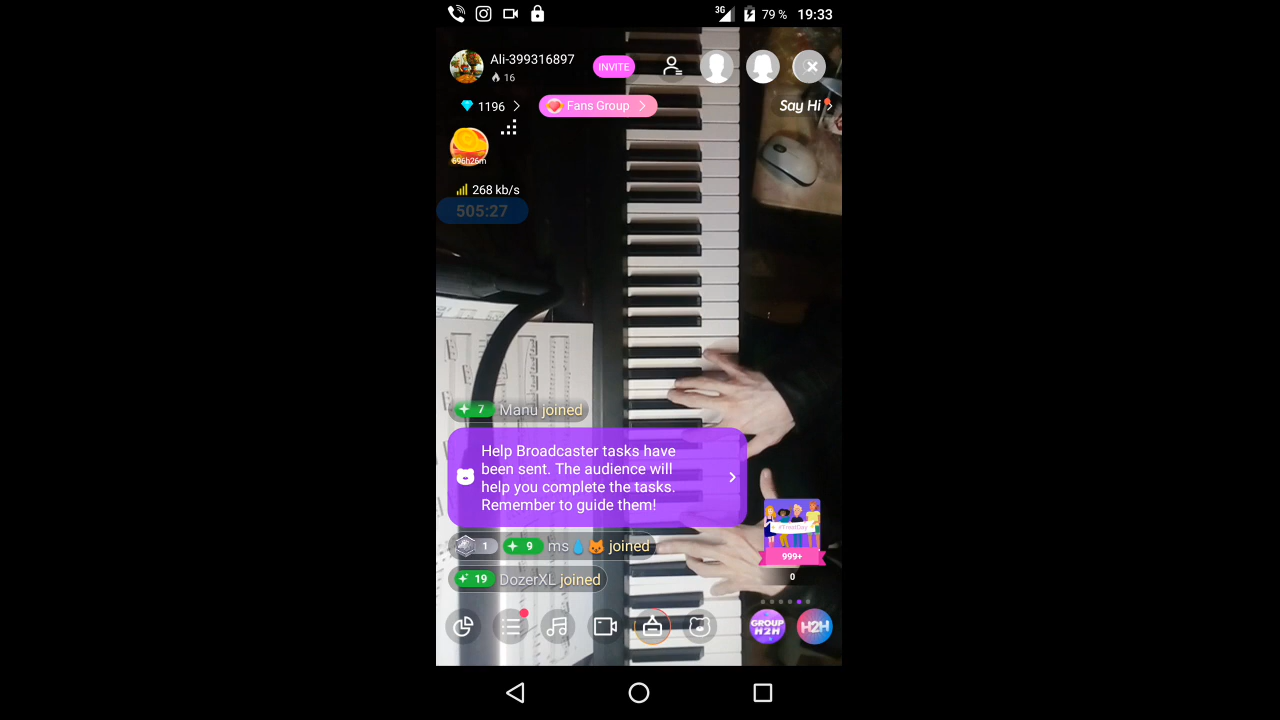 3G
79 %
19:33
Ali-399316897
16
INVITE
1196
Fans Group
Say Hi
696h26m
268 kb/s
505:27
7 Manu joined
Help Broadcaster tasks have
been sent. The audience will
help you complete the tasks.
Remember to guide them!
1 9 ms💧🐱 joined
19 DozerXL joined
999+
0
GROUP
H2H
H2H